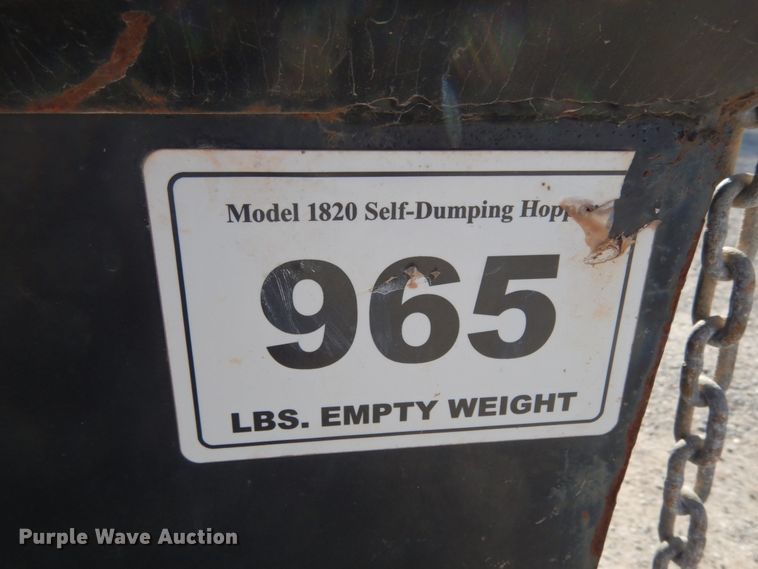 Model 1820 Self-Dumping Hopp
965
LBS. EMPTY WEIGHT
Purple Wave Auction